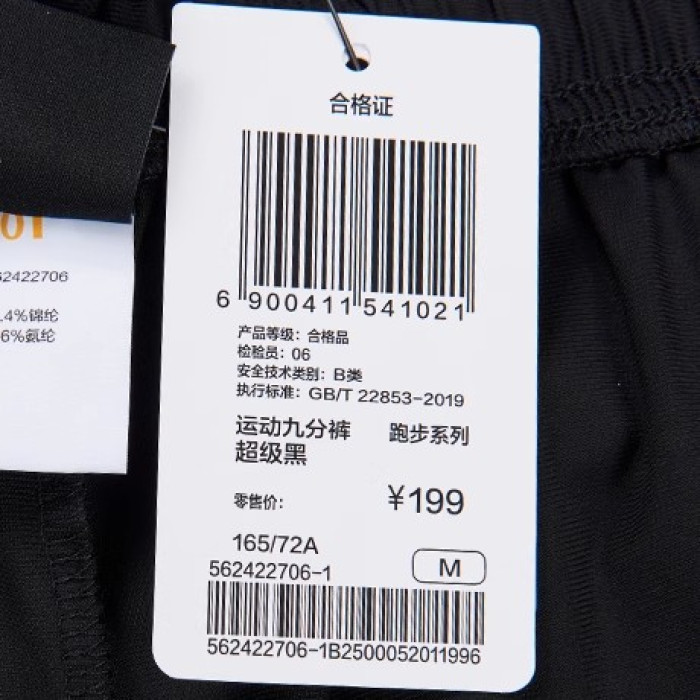 合格证
6 900411 541021
产品等级：合格品
检验员：06
安全技术类别：B类
执行标准：GB/T 22853-2019
运动九分裤 跑步系列
超级黑
零售价： ¥199
165/72A
562422706-1 M
562422706-1B2500052011996
62422706
.4%锦纶
6%氨纶